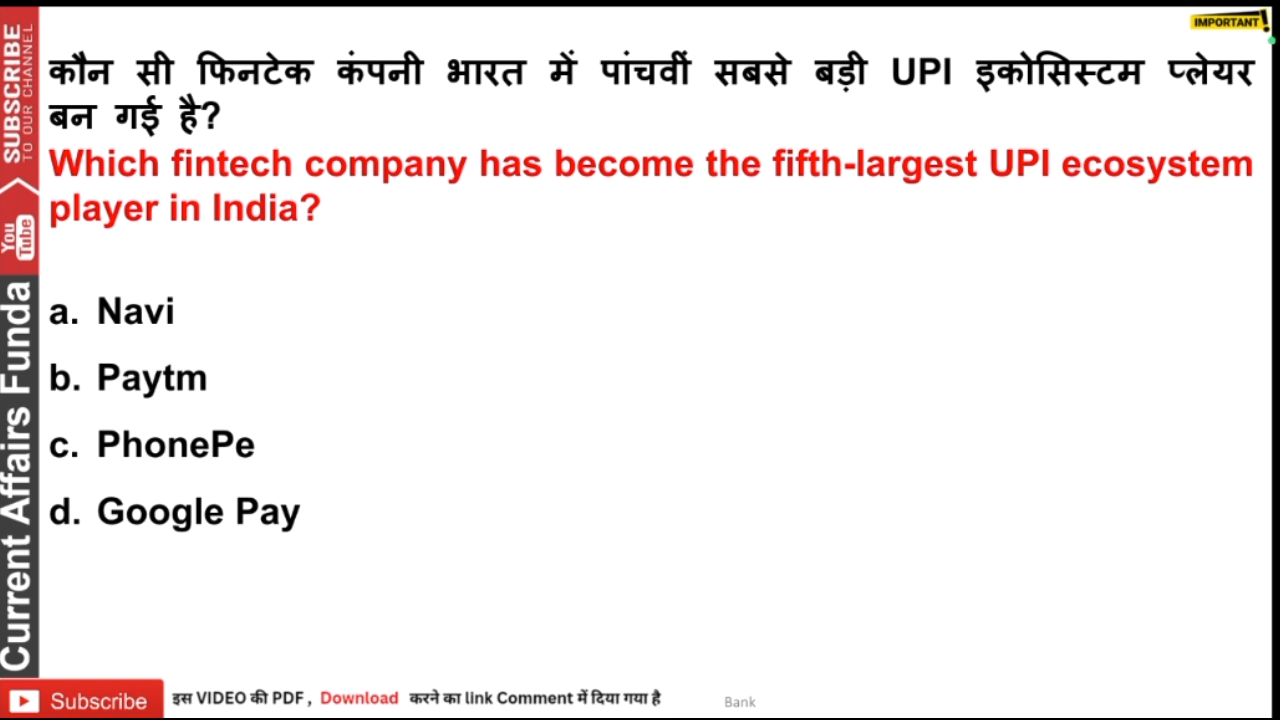 IMPORTANT!
कौन सी फिनटेक कंपनी भारत में पांचवीं सबसे बड़ी UPI इकोसिस्टम प्लेयर
बन गई है?
Which fintech company has become the fifth-largest UPI ecosystem
player in India?
a. Navi
b. Paytm
c. PhonePe
d. Google Pay
SUBSCRIBE
TO OUR CHANNEL
You
Tube
Current Affairs Funda
Subscribe
इस VIDEO की PDF , Download करने का link Comment में दिया गया है
Bank